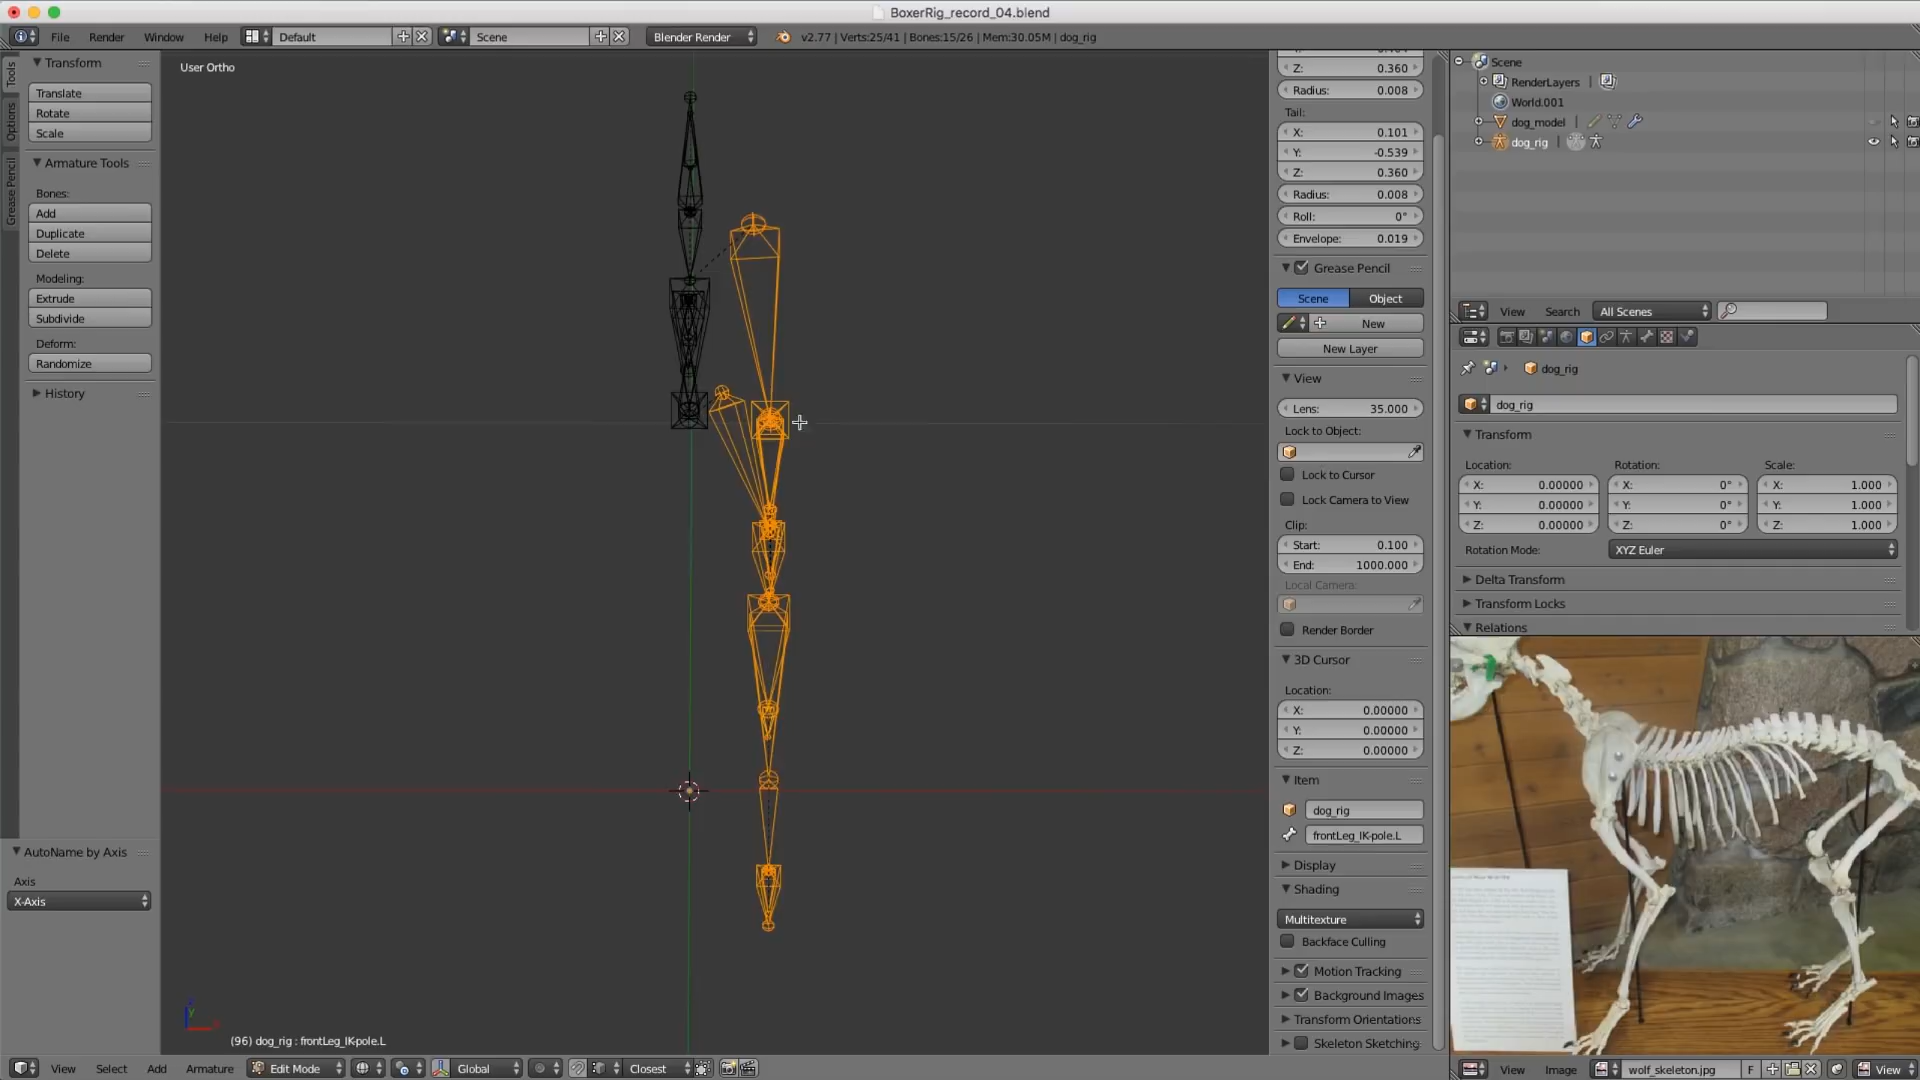 BoxerRig_record_04.blend
File Render Window Help Default Scene Blender Render v2.77 | Verts:25/41 | Bones:15/26 | Mem:30.05M | dog_rig
Tools
Options
Grease Pencil
Transform
Translate
Rotate
Scale
Armature Tools
Bones:
Add
Duplicate
Delete
Modeling:
Extrude
Subdivide
Deform:
Randomize
History
AutoName by Axis
Axis
X-Axis
User Ortho
(96) dog_rig : frontLeg_IK-pole.L
View Select Add Armature Edit Mode Global Closest
Z: 0.360
Radius: 0.008
Tail:
X: 0.101
Y: -0.539
Z: 0.360
Radius: 0.008
Roll: 0°
Envelope: 0.019
Grease Pencil
Scene Object
New
New Layer
View
Lens: 35.000
Lock to Object:
Lock to Cursor
Lock Camera to View
Clip:
Start: 0.100
End: 1000.000
Local Camera:
Render Border
3D Cursor
Location:
X: 0.00000
Y: 0.00000
Z: 0.00000
Item
dog_rig
frontLeg_IK-pole.L
Display
Shading
Multitexture
Backface Culling
Motion Tracking
Background Images
Transform Orientations
Skeleton Sketching
Scene
RenderLayers |
World.001
dog_model |
dog_rig |
View Search All Scenes
dog_rig
dog_rig
Transform
Location: Rotation: Scale:
X: 0.00000 X: 0° X: 1.000
Y: 0.00000 Y: 0° Y: 1.000
Z: 0.00000 Z: 0° Z: 1.000
Rotation Mode: XYZ Euler
Delta Transform
Transform Locks
Relations
View Image wolf_skeleton.jpg F View